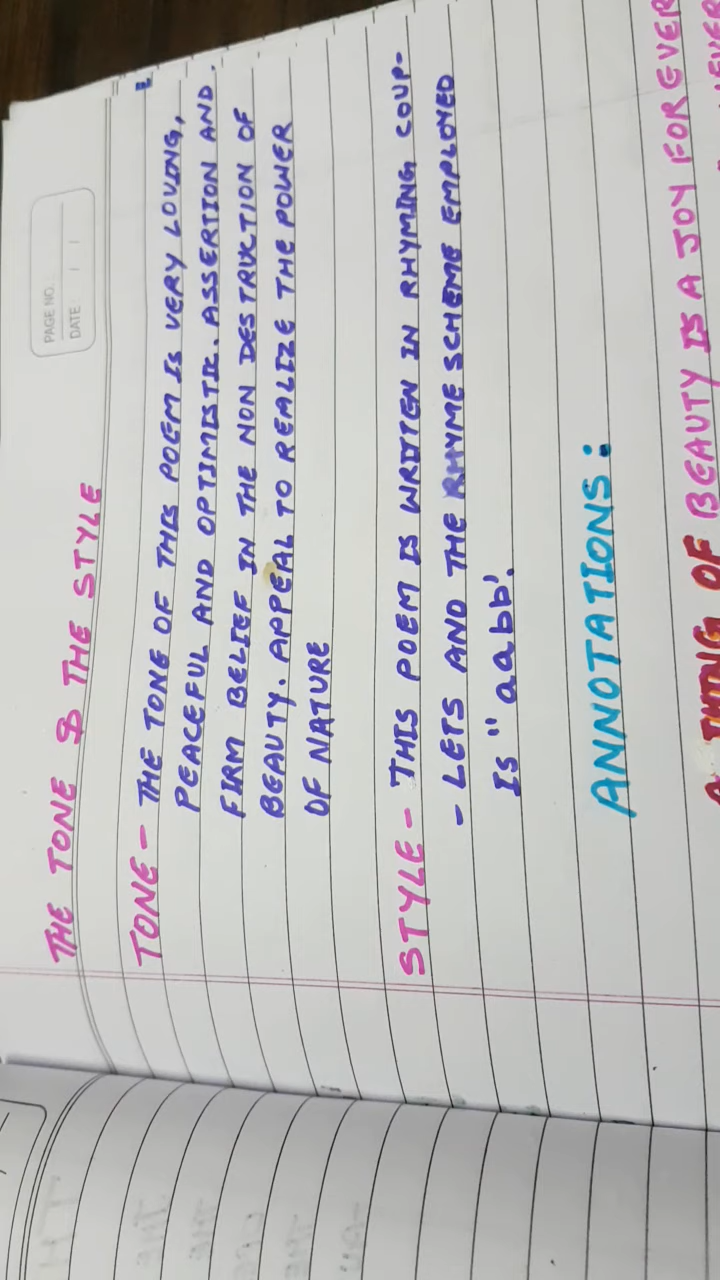 PAGE NO.:
DATE: / /
THE TONE & THE STYLE
TONE - THE TONE OF THIS POEM IS VERY LOVING,
PEACEFUL AND OPTIMISTIC. ASSERTION AND
FIRM BELIEF IN THE NON DESTRUCTION OF
BEAUTY. APPEAL TO REALIZE THE POWER
OF NATURE
STYLE - THIS POEM IS WRITTEN IN RHYMING COUP-
- LETS AND THE RHYME SCHEME EMPLOYED
IS "aabb'.
ANNOTATIONS:
A THING OF BEAUTY IS A JOY FOREVER